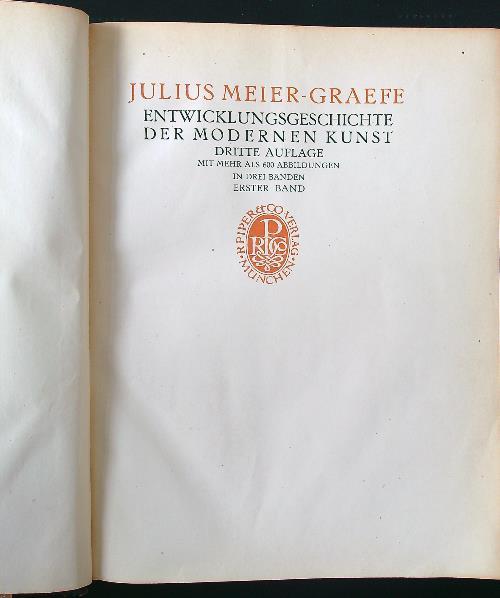 JULIUS MEIER-GRAEFE
ENTWICKLUNGSGESCHICHTE
DER MODERNEN KUNST
DRITTE AUFLAGE
MIT MEHR ALS 600 ABBILDUNGEN
IN DREI BANDEN
ERSTER BAND
R·PIPER & CO·VERLAG·
MÜNCHEN
P
R CO